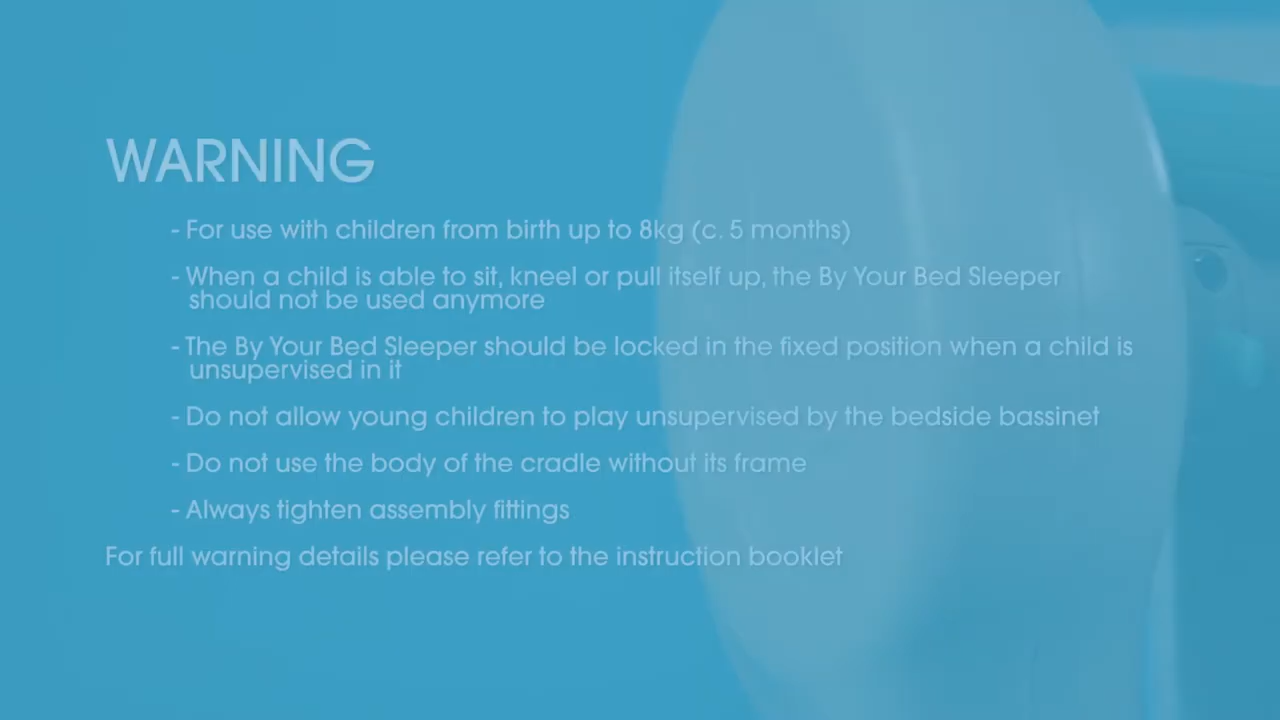 WARNING
- For use with children from birth up to 8kg (c. 5 months)
- When a child is able to sit, kneel or pull itself up, the By Your Bed Sleeper
should not be used anymore
- The By Your Bed Sleeper should be locked in the fixed position when a child is
unsupervised in it
- Do not allow young children to play unsupervised by the bedside bassinet
- Do not use the body of the cradle without its frame
- Always tighten assembly fittings
For full warning details please refer to the instruction booklet